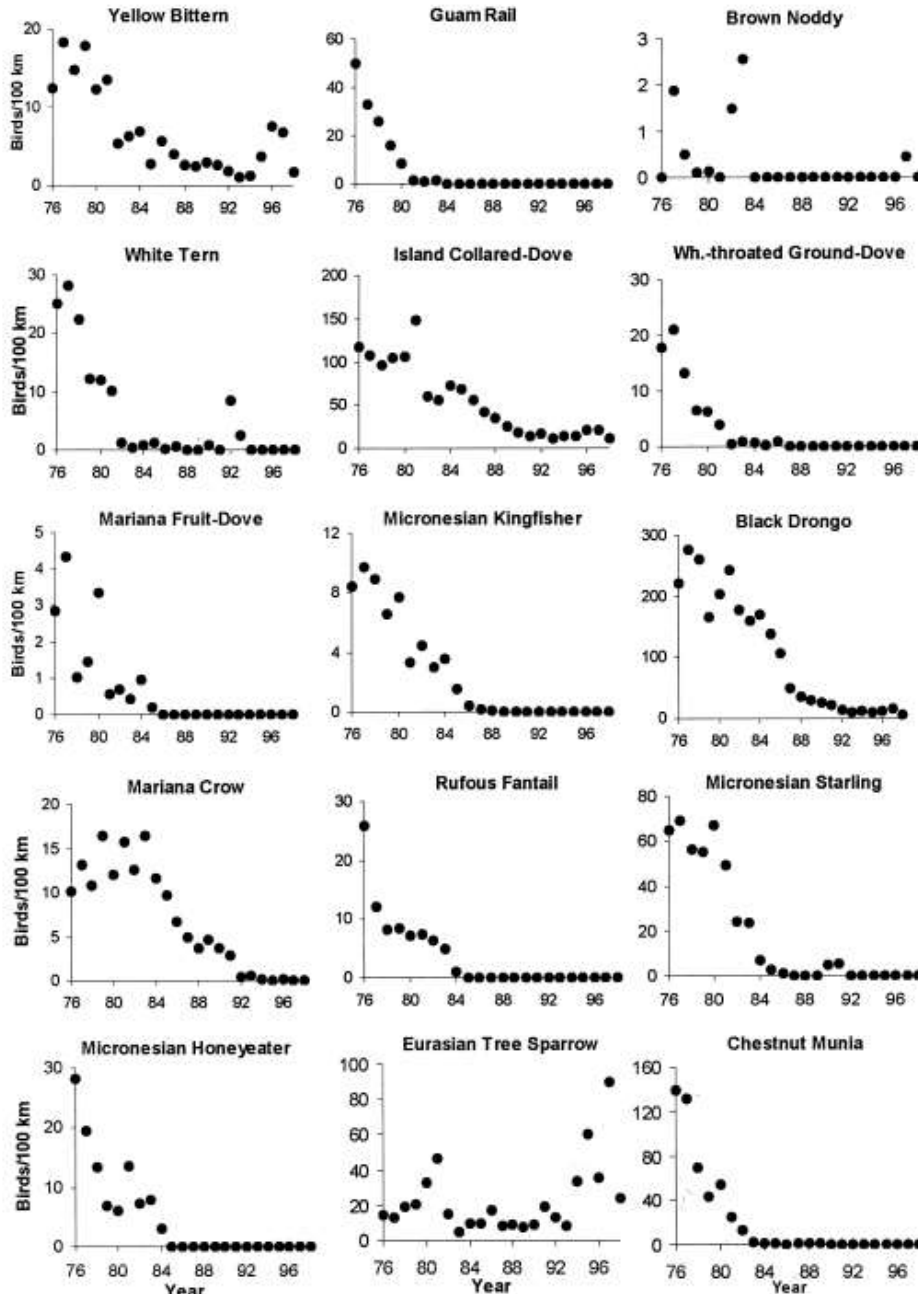 Yellow Bittern Guam Rail Brown Noddy
Birds/100 km
20
10
0
76 80 84 88 92 96
60
40
20
0
76 80 84 88 92 96
3
2
1
0
76 80 84 88 92 96
White Tern Island Collared-Dove Wh.-throated Ground-Dove
Birds/100 km
30
20
10
0
76 80 84 88 92 96
200
150
100
50
0
76 80 84 88 92 96
30
20
10
0
76 80 84 88 92 96
Mariana Fruit-Dove Micronesian Kingfisher Black Drongo
Birds/100 km
5
4
3
2
1
0
76 80 84 88 92 96
12
8
4
0
76 80 84 88 92 96
300
200
100
0
76 80 84 88 92 96
Mariana Crow Rufous Fantail Micronesian Starling
Birds/100 km
20
15
10
5
0
76 80 84 88 92 96
30
20
10
0
76 80 84 88 92 96
80
60
40
20
0
76 80 84 88 92 96
Micronesian Honeyeater Eurasian Tree Sparrow Chestnut Munia
Birds/100 km
30
20
10
0
76 80 84 88 92 96
Year
100
80
60
40
20
0
76 80 84 88 92 96
Year
160
120
80
40
0
76 80 84 88 92 96
Year